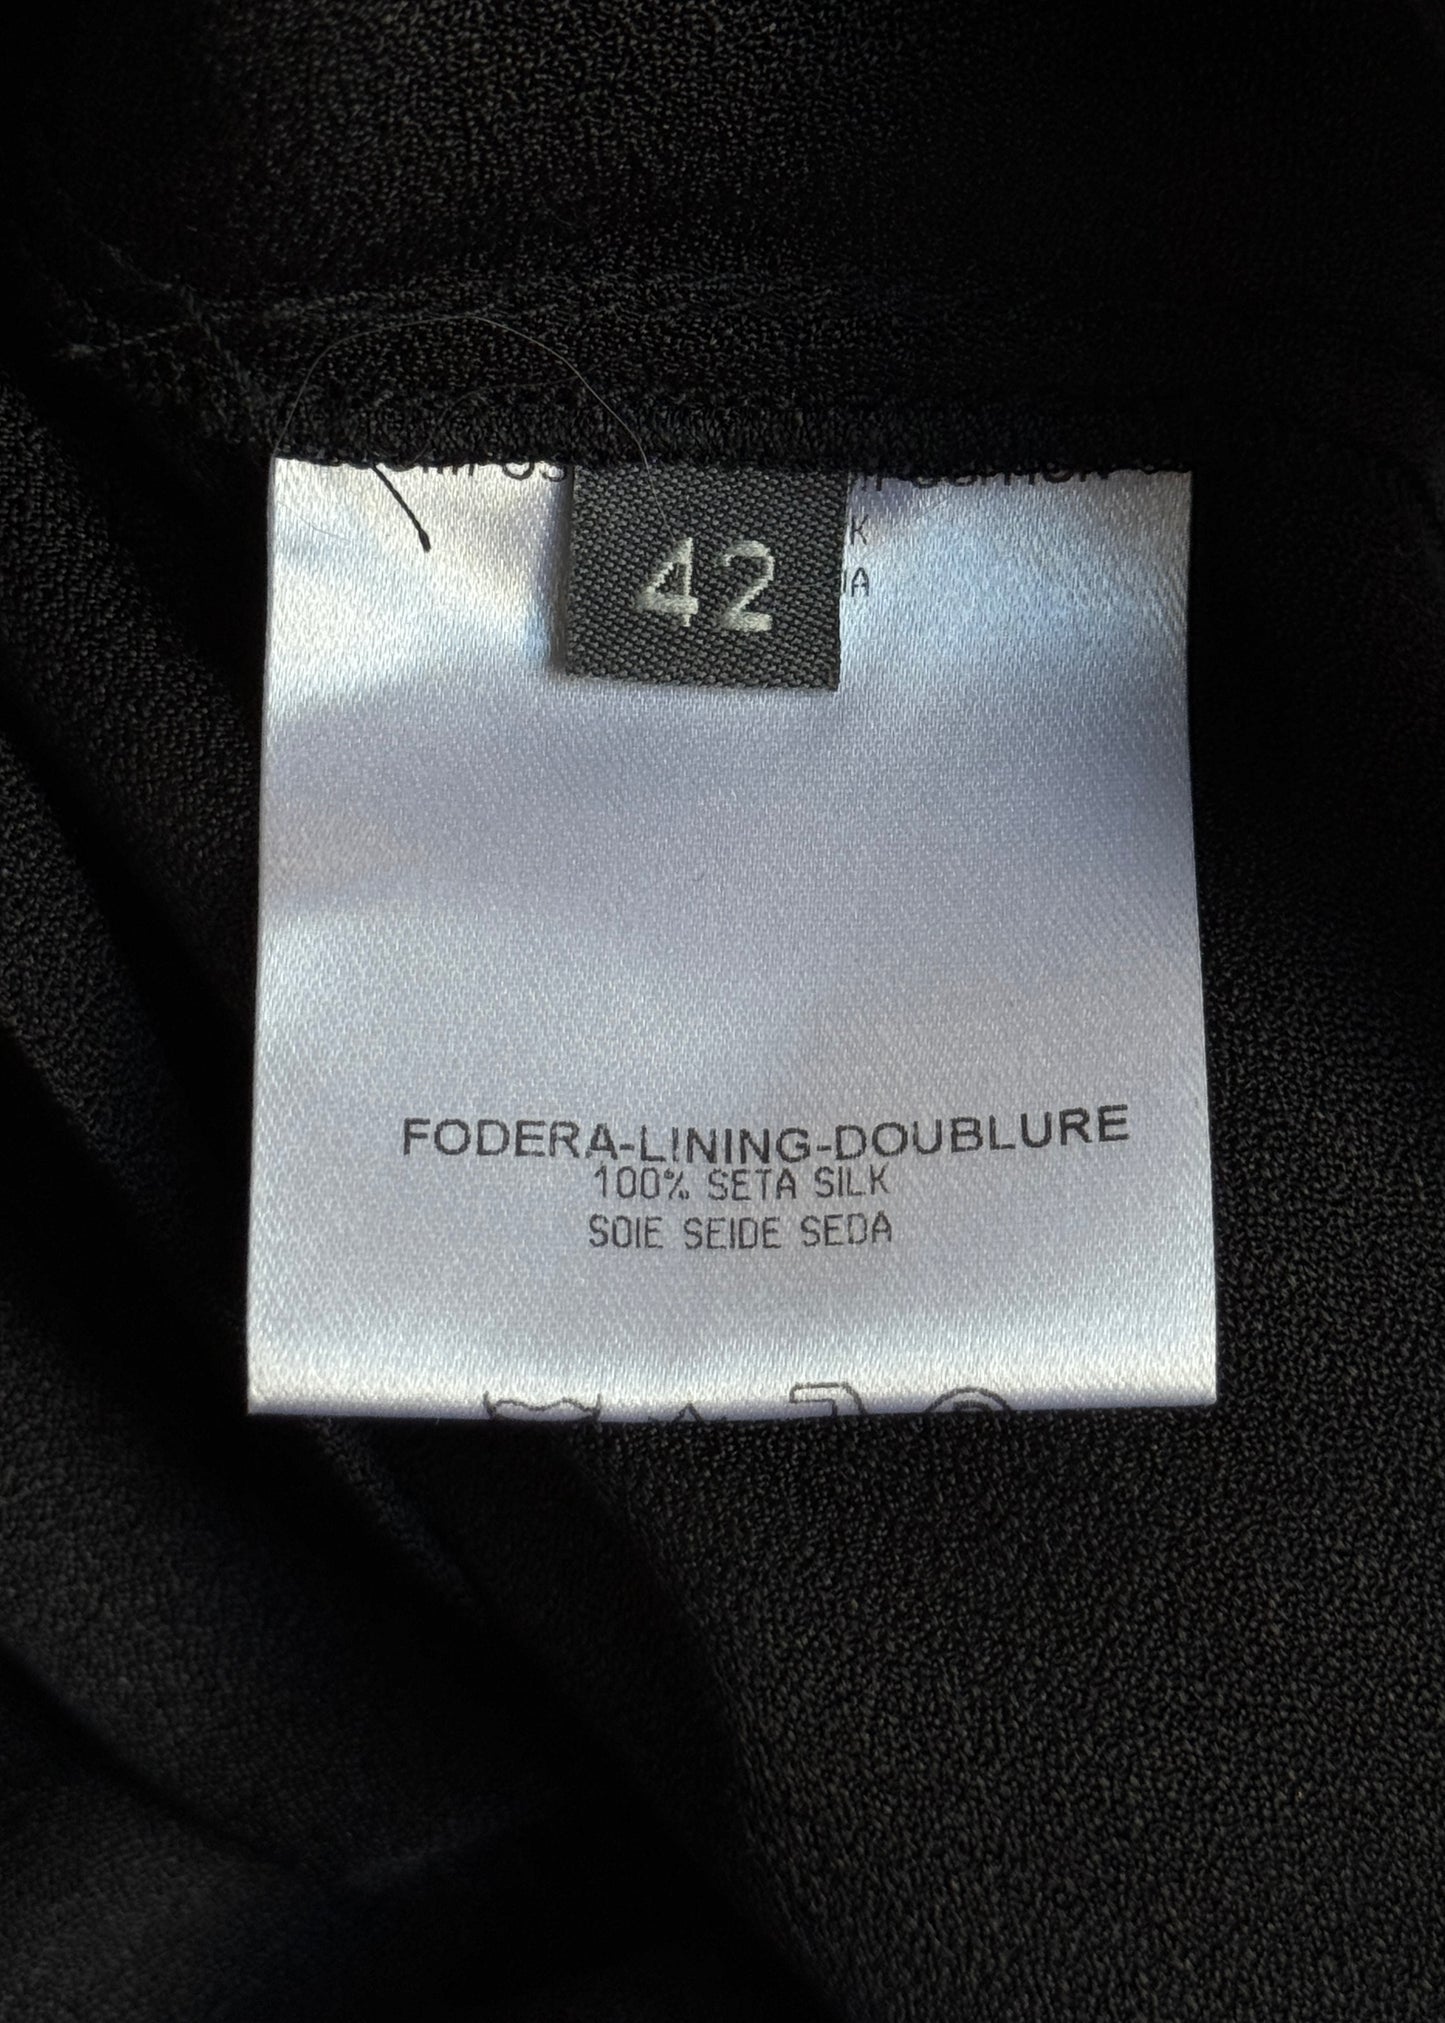 42
FODERA-LINING-DOUBLURE
100% SETA SILK
SOIE SEIDE SEDA